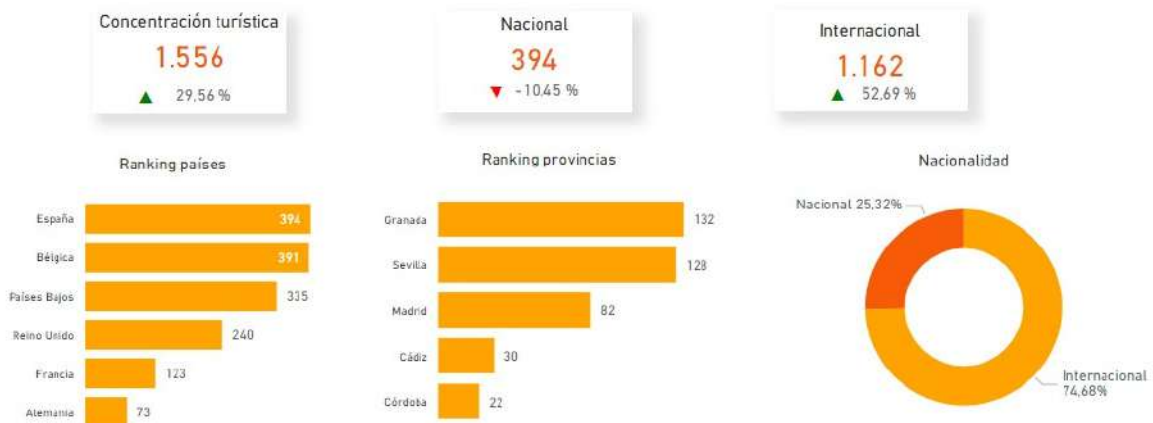 Concentración turística
1.556
▲ 29,56 %
Nacional
394
▼ -10,45 %
Internacional
1.162
▲ 52,69 %
Ranking países
España 394
Bélgica 391
Países Bajos 335
Reino Unido 240
Francia 123
Alemania 73
Ranking provincias
Granada 132
Sevilla 128
Madrid 82
Cádiz 30
Córdoba 22
Nacionalidad
Nacional 25,32%
Internacional
74,68%